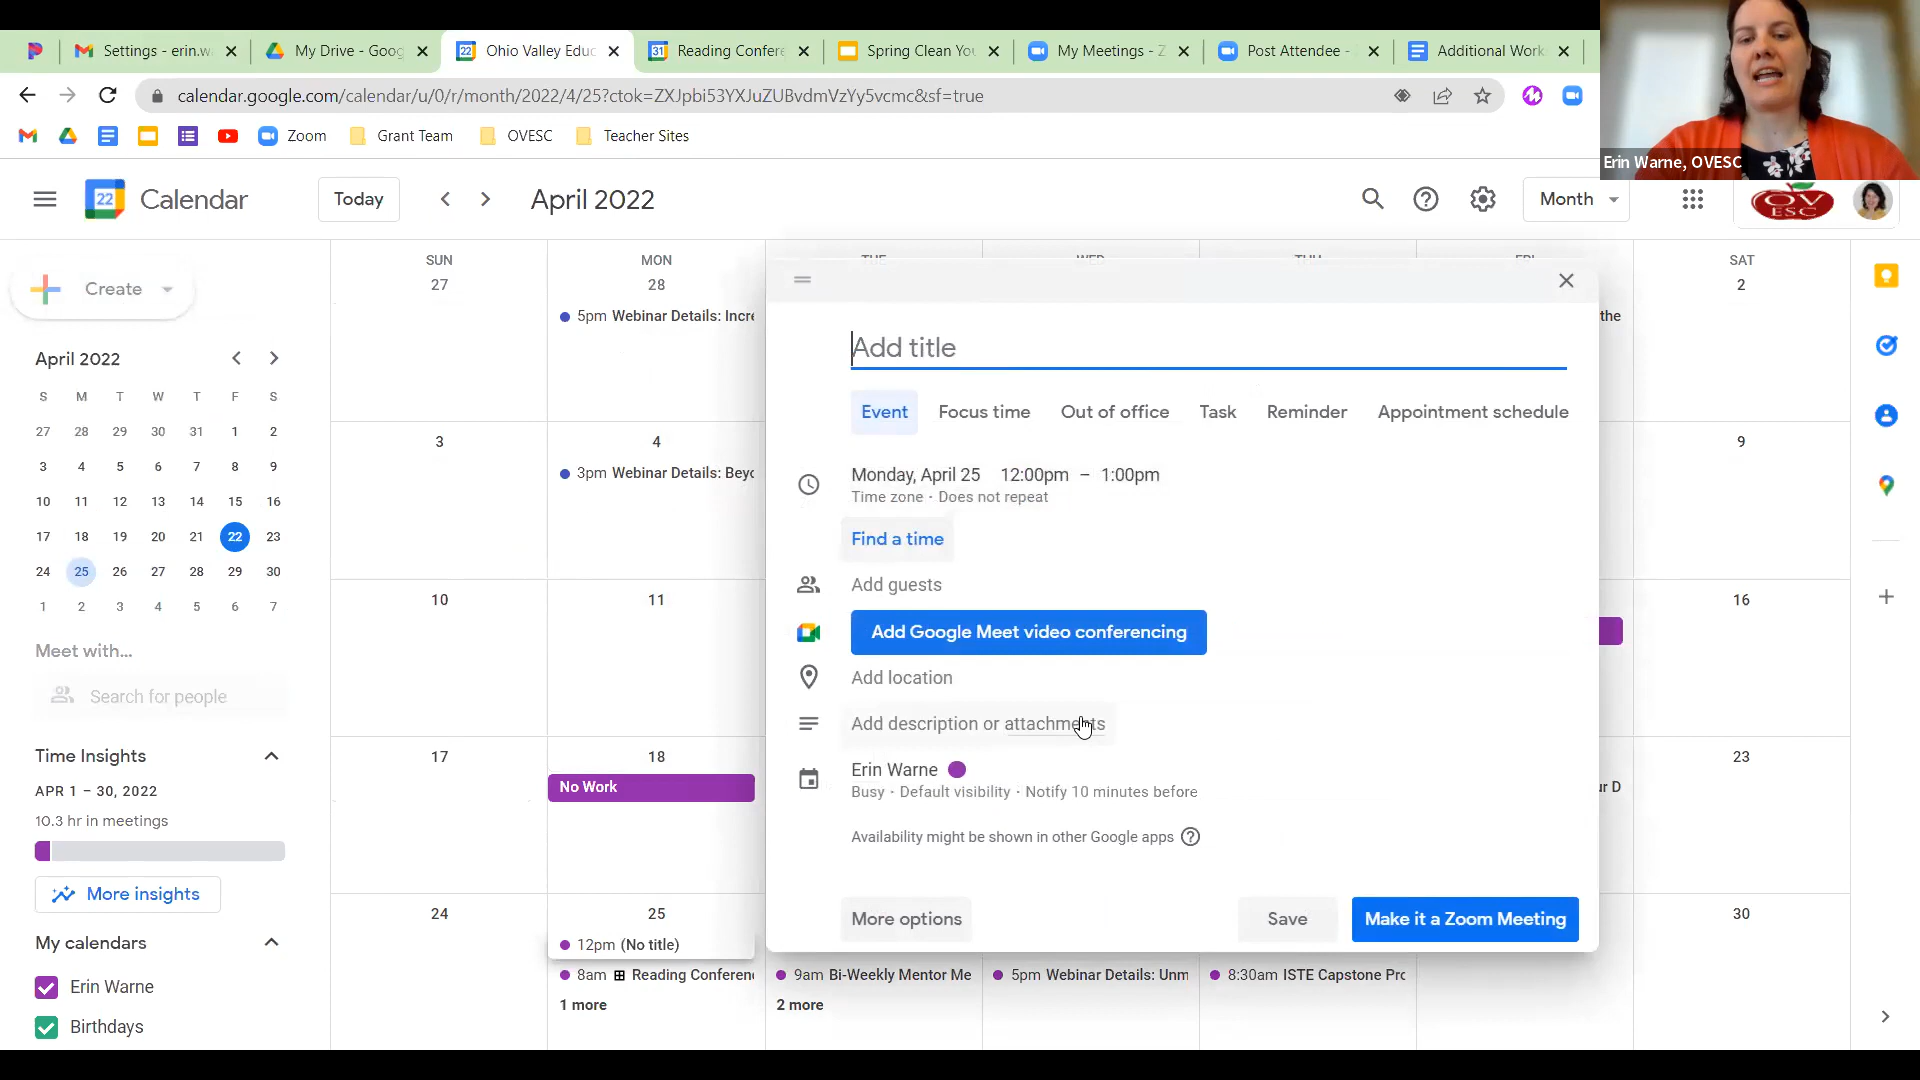 Settings - erin.w
My Drive - Goog
Ohio Valley Educ
Reading Confere
Spring Clean You
My Meetings - Z
Post Attendee -
Additional Work
calendar.google.com/calendar/u/0/r/month/2022/4/25?ctok=ZXJpbi53YXJuZUBvdmVzYy5vcmc&sf=true
Zoom
Grant Team
OVESC
Teacher Sites
Erin Warne, OVESC
22
Calendar
Today
April 2022
Month
OV
ESC
Create
April 2022
S M T W T F S
27 28 29 30 31 1 2
3 4 5 6 7 8 9
10 11 12 13 14 15 16
17 18 19 20 21 22 23
24 25 26 27 28 29 30
1 2 3 4 5 6 7
Meet with...
Search for people
Time Insights
APR 1 – 30, 2022
10.3 hr in meetings
More insights
My calendars
Erin Warne
Birthdays
SUN MON TUE WED THU FRI SAT
27 28 2
5pm Webinar Details: Incre
the
3 4 9
3pm Webinar Details: Beyo
10 11 16
17 18 23
No Work
ur D
24 25 30
12pm (No title)
8am Reading Conferen
1 more
9am Bi-Weekly Mentor Me
2 more
5pm Webinar Details: Unm
8:30am ISTE Capstone Pro
Add title
Event Focus time Out of office Task Reminder Appointment schedule
Monday, April 25 12:00pm – 1:00pm
Time zone · Does not repeat
Find a time
Add guests
Add Google Meet video conferencing
Add location
Add description or attachments
Erin Warne
Busy · Default visibility · Notify 10 minutes before
Availability might be shown in other Google apps
More options
Save
Make it a Zoom Meeting